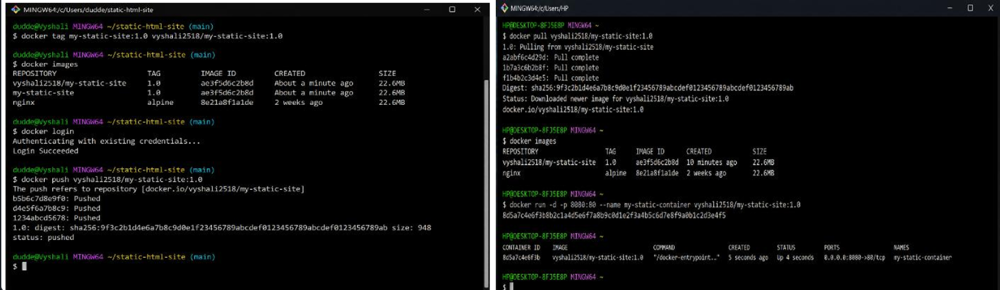 MINGW64:/c/Users/dudde/static-html-site
dudde@Vyshali MINGW64 ~/static-html-site (main)
$ docker tag my-static-site:1.0 vyshali2518/my-static-site:1.0
dudde@Vyshali MINGW64 ~/static-html-site (main)
$ docker images
REPOSITORY TAG IMAGE ID CREATED SIZE
vyshali2518/my-static-site 1.0 ae3f5d6c2b8d About a minute ago 22.6MB
my-static-site 1.0 ae3f5d6c2b8d About a minute ago 22.6MB
nginx alpine 8e21a8f1a1de 2 weeks ago 22.6MB
dudde@Vyshali MINGW64 ~/static-html-site (main)
$ docker login
Authenticating with existing credentials...
Login Succeeded
dudde@Vyshali MINGW64 ~/static-html-site (main)
$ docker push vyshali2518/my-static-site:1.0
The push refers to repository [docker.io/vyshali2518/my-static-site]
b5b6c7d8e9f0: Pushed
d4e5f6a7b8c9: Pushed
1234abcd5678: Pushed
1.0: digest: sha256:9f3c2b1d4e6a7b8c9d0e1f23456789abcdef0123456789abcdef0123456789ab size: 948
status: pushed
dudde@Vyshali MINGW64 ~/static-html-site (main)
$
MINGW64:/c/Users/HP
HP@DESKTOP-8FJ5E8P MINGW64 ~
$ docker pull vyshali2518/my-static-site:1.0
1.0: Pulling from vyshali2518/my-static-site
a2abf6c4d29d: Pull complete
1b7a3c6b2b8f: Pull complete
f1b4b2c3d4e5: Pull complete
Digest: sha256:9f3c2b1d4e6a7b8c9d0e1f23456789abcdef0123456789abcdef0123456789ab
Status: Downloaded newer image for vyshali2518/my-static-site:1.0
docker.io/vyshali2518/my-static-site:1.0
HP@DESKTOP-8FJ5E8P MINGW64 ~
$ docker images
REPOSITORY TAG IMAGE ID CREATED SIZE
vyshali2518/my-static-site 1.0 ae3f5d6c2b8d 10 minutes ago 22.6MB
nginx alpine 8e21a8f1a1de 2 weeks ago 22.6MB
HP@DESKTOP-8FJ5E8P MINGW64 ~
$ docker run -d -p 8080:80 --name my-static-container vyshali2518/my-static-site:1.0
8d5a7c4e6f3b8b2c1a4d5e6f7a8b9c0d1e2f3a4b5c6d7e8f9a0b1c2d3e4f5
HP@DESKTOP-8FJ5E8P MINGW64 ~
CONTAINER ID IMAGE COMMAND CREATED STATUS PORTS NAMES
8d5a7c4e6f3b vyshali2518/my-static-site:1.0 "/docker-entrypoint..." 5 seconds ago Up 4 seconds 0.0.0.0:8080->80/tcp my-static-container
HP@DESKTOP-8FJ5E8P MINGW64 ~
$